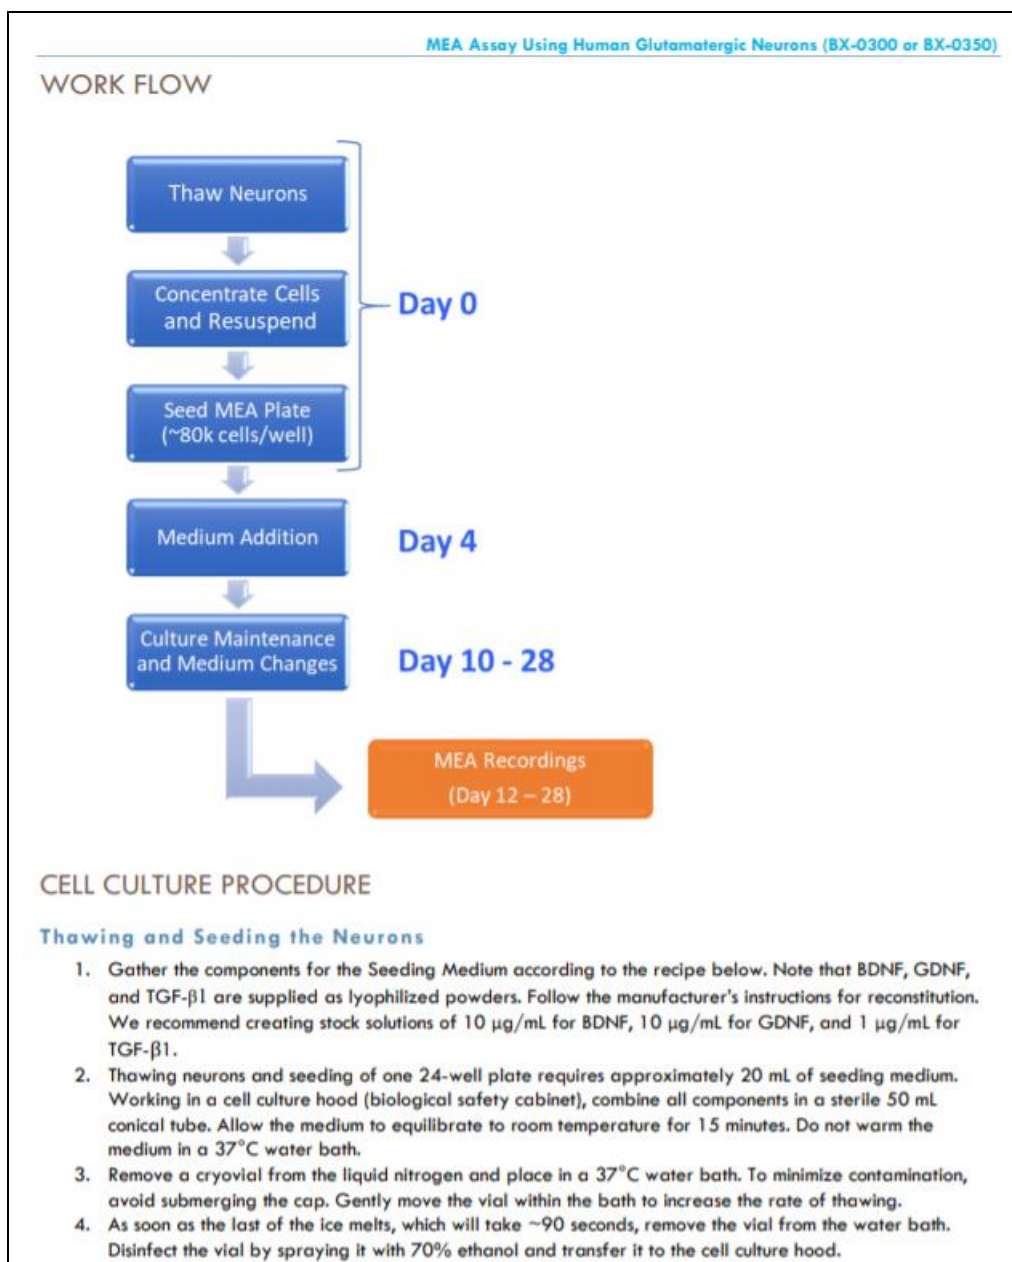 MEA Assay Using Human Glutamatergic Neurons (BX-0300 or BX-0350)
WORK FLOW
Thaw Neurons
Concentrate Cells
and Resuspend
Day 0
Seed MEA Plate
(~80k cells/well)
Medium Addition
Day 4
Culture Maintenance
and Medium Changes
Day 10 - 28
MEA Recordings
(Day 12 – 28)
CELL CULTURE PROCEDURE
Thawing and Seeding the Neurons
1. Gather the components for the Seeding Medium according to the recipe below. Note that BDNF, GDNF,
and TGF-β1 are supplied as lyophilized powders. Follow the manufacturer's instructions for reconstitution.
We recommend creating stock solutions of 10 µg/mL for BDNF, 10 µg/mL for GDNF, and 1 µg/mL for
TGF-β1.
2. Thawing neurons and seeding of one 24-well plate requires approximately 20 mL of seeding medium.
Working in a cell culture hood (biological safety cabinet), combine all components in a sterile 50 mL
conical tube. Allow the medium to equilibrate to room temperature for 15 minutes. Do not warm the
medium in a 37°C water bath.
3. Remove a cryovial from the liquid nitrogen and place in a 37°C water bath. To minimize contamination,
avoid submerging the cap. Gently move the vial within the bath to increase the rate of thawing.
4. As soon as the last of the ice melts, which will take ~90 seconds, remove the vial from the water bath.
Disinfect the vial by spraying it with 70% ethanol and transfer it to the cell culture hood.